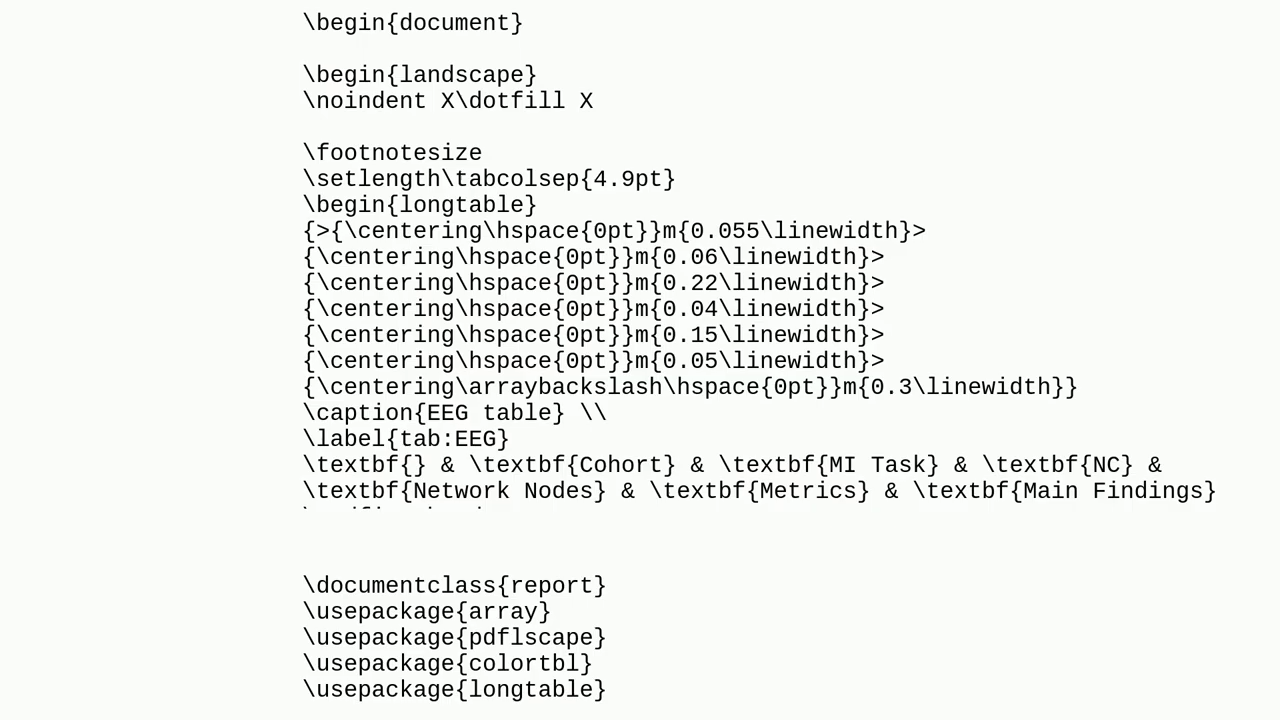 \begin{document}
\begin{landscape}
\noindent X\dotfill X
\footnotesize
\setlength\tabcolsep{4.9pt}
\begin{longtable}
{>{\centering\hspace{0pt}}m{0.055\linewidth}>
{\centering\hspace{0pt}}m{0.06\linewidth}>
{\centering\hspace{0pt}}m{0.22\linewidth}>
{\centering\hspace{0pt}}m{0.04\linewidth}>
{\centering\hspace{0pt}}m{0.15\linewidth}>
{\centering\hspace{0pt}}m{0.05\linewidth}>
{\centering\arraybackslash\hspace{0pt}}m{0.3\linewidth}}
\caption{EEG table} \\
\label{tab:EEG}
\textbf{} & \textbf{Cohort} & \textbf{MI Task} & \textbf{NC} &
\textbf{Network Nodes} & \textbf{Metrics} & \textbf{Main Findings}
\documentclass{report}
\usepackage{array}
\usepackage{pdflscape}
\usepackage{colortbl}
\usepackage{longtable}